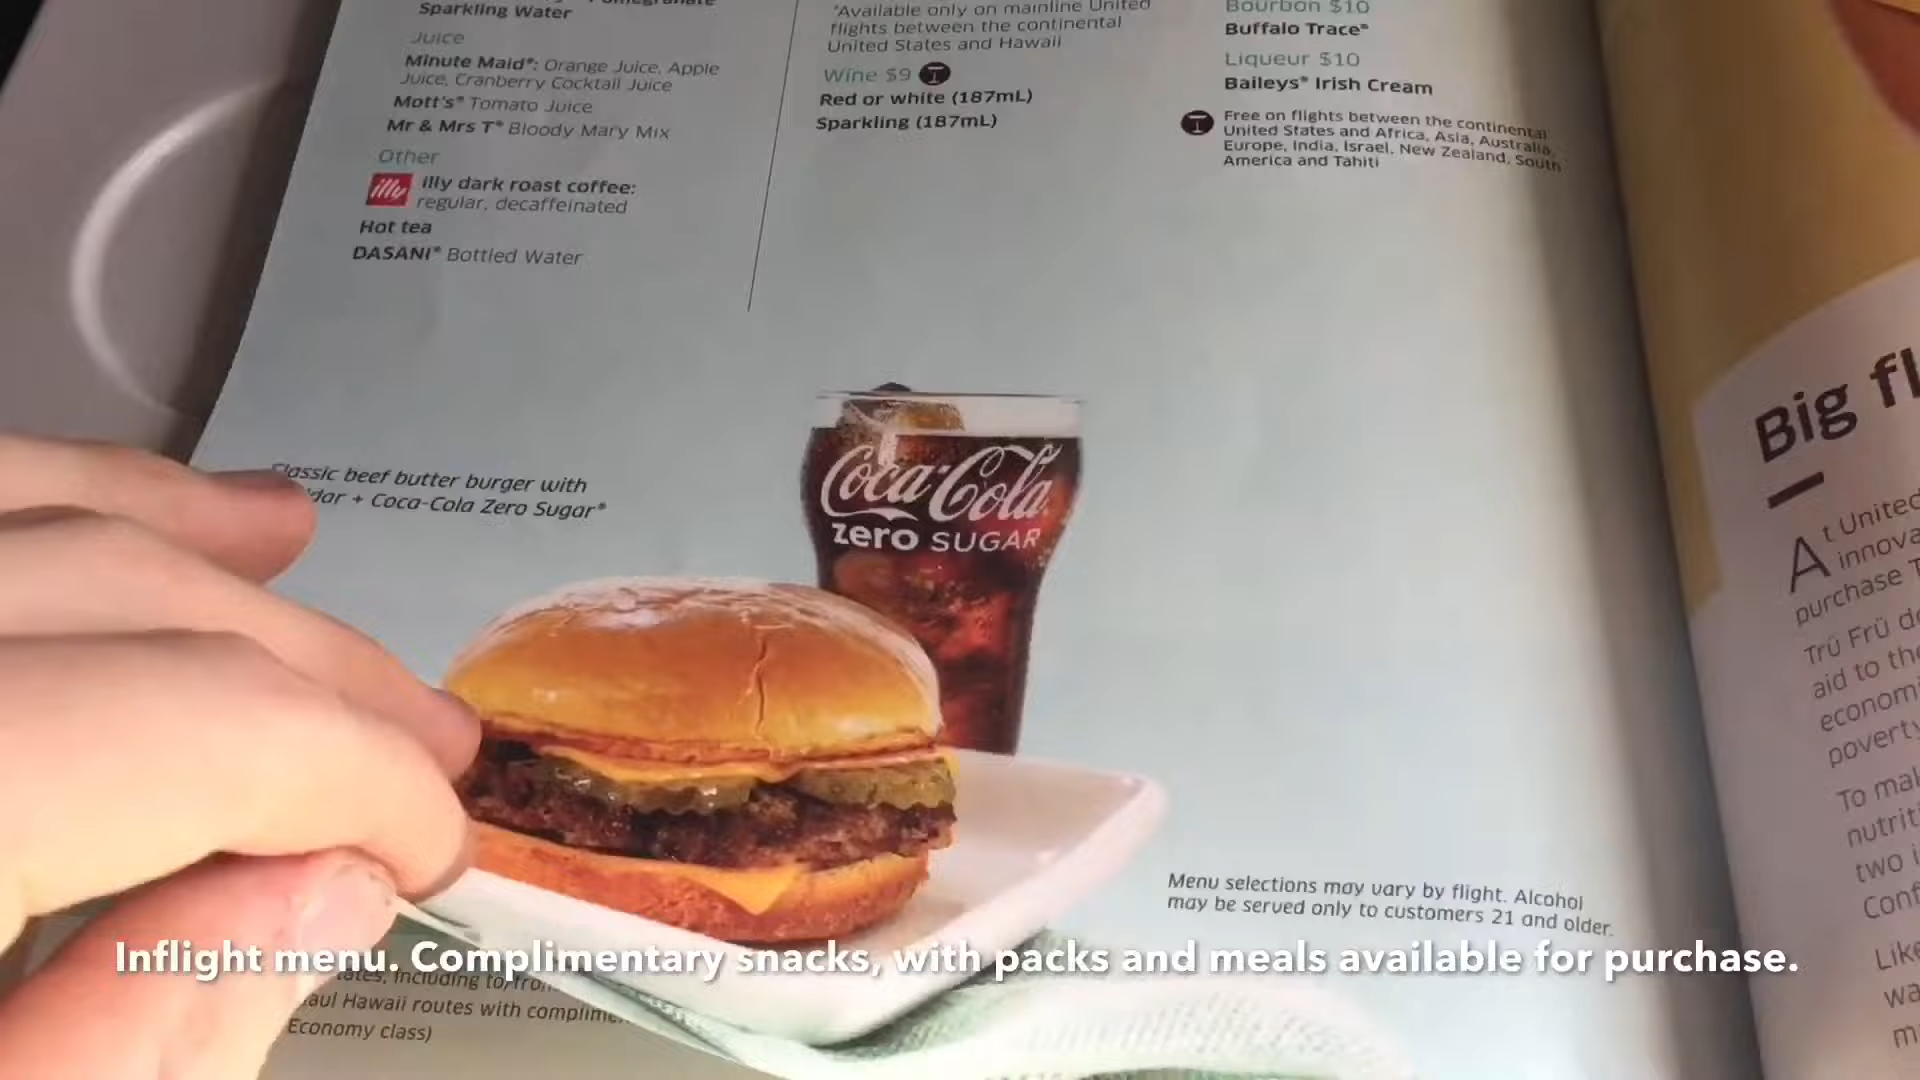 Sparkling Water
Juice
Minute Maid®: Orange Juice, Apple
Juice, Cranberry Cocktail Juice
Mott's® Tomato Juice
Mr & Mrs T® Bloody Mary Mix
Other
illy
illy dark roast coffee:
regular, decaffeinated
Hot tea
DASANI® Bottled Water
*Available only on mainline United
flights between the continental
United States and Hawaii
Wine $9
Red or white (187mL)
Sparkling (187mL)
Bourbon $10
Buffalo Trace®
Liqueur $10
Baileys® Irish Cream
Free on flights between the continental
United States and Africa, Asia, Australia,
Europe, India, Israel, New Zealand, South
America and Tahiti
Classic beef butter burger with
+ Coca-Cola Zero Sugar®
Coca-Cola
zero SUGAR
Menu selections may vary by flight. Alcohol
may be served only to customers 21 and older.
Inflight menu. Complimentary snacks, with packs and meals available for purchase.
including to/from
Hawaii routes with
Economy class)
Big
At United
purchase
Trü Frü
aid to the
poverty
To
two
Like